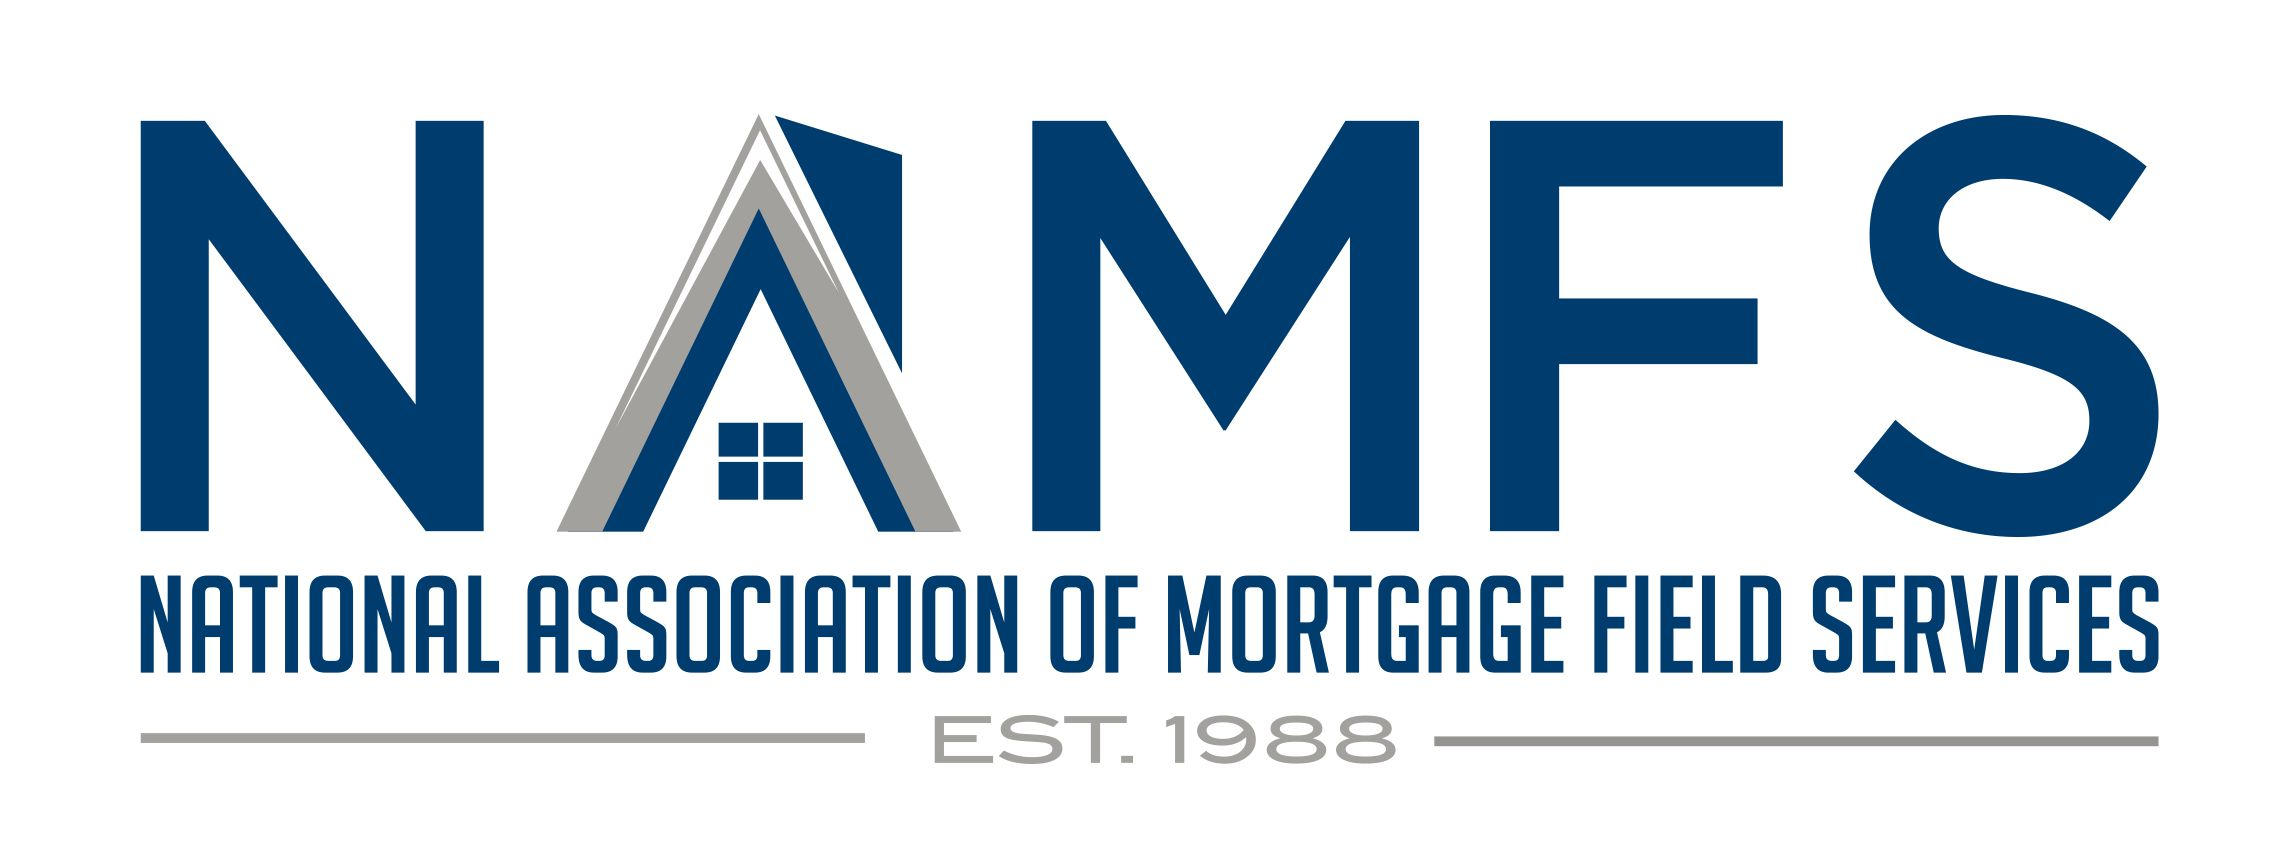 NAMFS
NATIONAL ASSOCIATION OF MORTGAGE FIELD SERVICES
EST. 1988